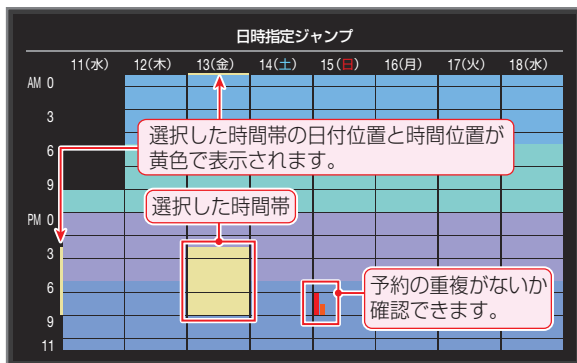 日時指定ジャンプ
11(水) 12(木) 13(金) 14(土) 15(日) 16(月) 17(火) 18(水)
AM 0
3
選択した時間帯の日付位置と時間位置が
黄色で表示されます。
6
9
選択した時間帯
PM 0
3
6
予約の重複がないか
確認できます。
9
11